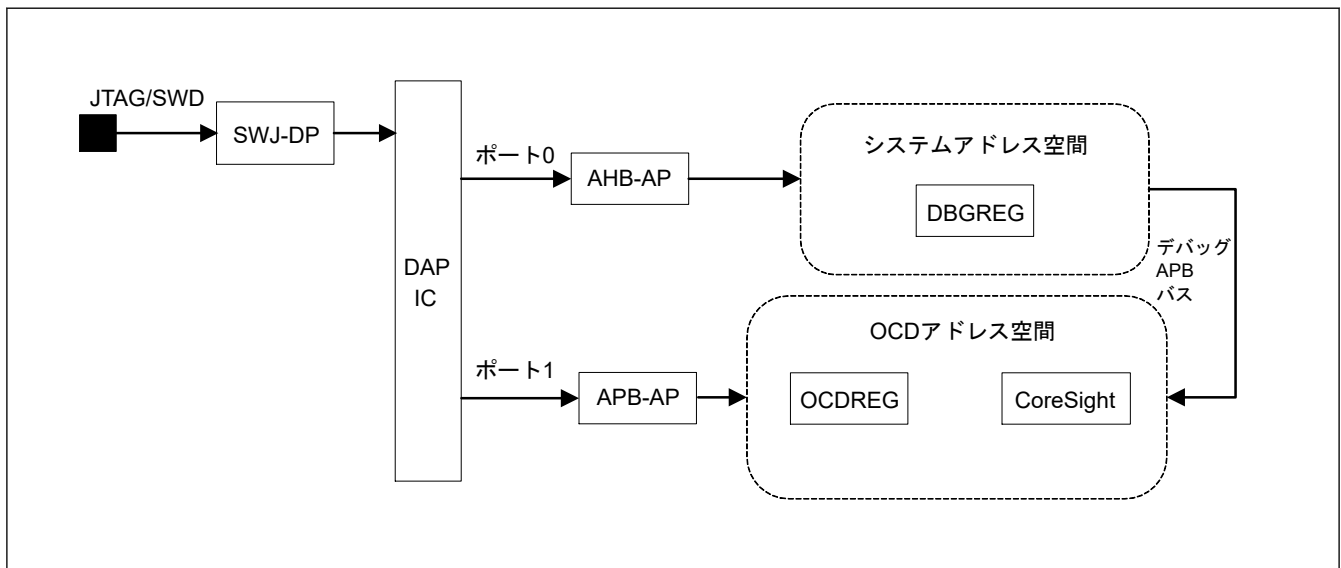 JTAG/SWD
SWJ-DP
DAP
IC
ポート0
AHB-AP
システムアドレス空間
DBGREG
デバッグ
APB
バス
ポート1
APB-AP
OCDアドレス空間
OCDREG
CoreSight